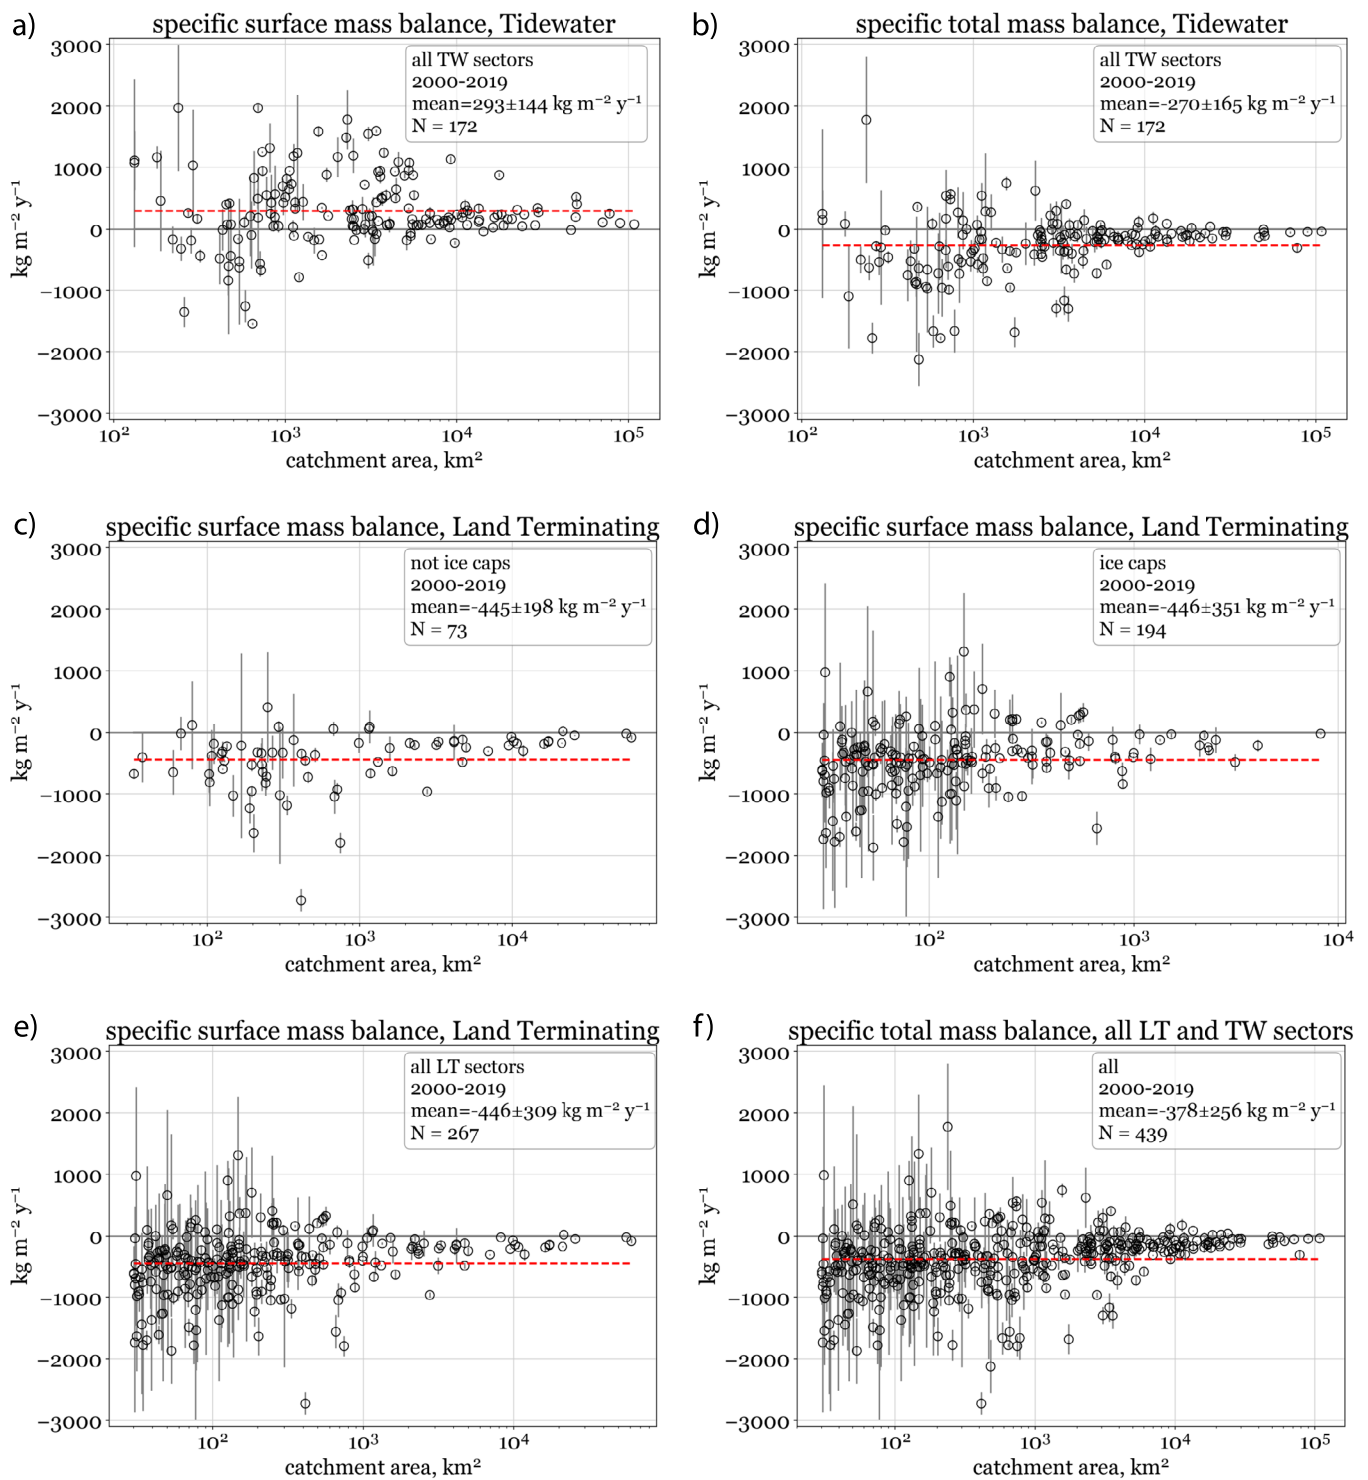 a)
specific surface mass balance, Tidewater
all TW sectors
2000-2019
mean=293±144 kg m⁻² y⁻¹
N = 172
3000
2000
1000
0
−1000
−2000
−3000
kg m⁻² y⁻¹
10² 10³ 10⁴ 10⁵
catchment area, km²
b)
specific total mass balance, Tidewater
all TW sectors
2000-2019
mean=-270±165 kg m⁻² y⁻¹
N = 172
3000
2000
1000
0
−1000
−2000
−3000
kg m⁻² y⁻¹
10² 10³ 10⁴ 10⁵
catchment area, km²
c)
specific surface mass balance, Land Terminating
not ice caps
2000-2019
mean=-445±198 kg m⁻² y⁻¹
N = 73
3000
2000
1000
0
−1000
−2000
−3000
kg m⁻² y⁻¹
10² 10³ 10⁴
catchment area, km²
d)
specific surface mass balance, Land Terminating
ice caps
2000-2019
mean=-446±351 kg m⁻² y⁻¹
N = 194
3000
2000
1000
0
−1000
−2000
−3000
kg m⁻² y⁻¹
10² 10³ 10⁴
catchment area, km²
e)
specific surface mass balance, Land Terminating
all LT sectors
2000-2019
mean=-446±309 kg m⁻² y⁻¹
N = 267
3000
2000
1000
0
−1000
−2000
−3000
kg m⁻² y⁻¹
10² 10³ 10⁴
catchment area, km²
f)
specific total mass balance, all LT and TW sectors
all
2000-2019
mean=-378±256 kg m⁻² y⁻¹
N = 439
3000
2000
1000
0
−1000
−2000
−3000
kg m⁻² y⁻¹
10² 10³ 10⁴ 10⁵
catchment area, km²